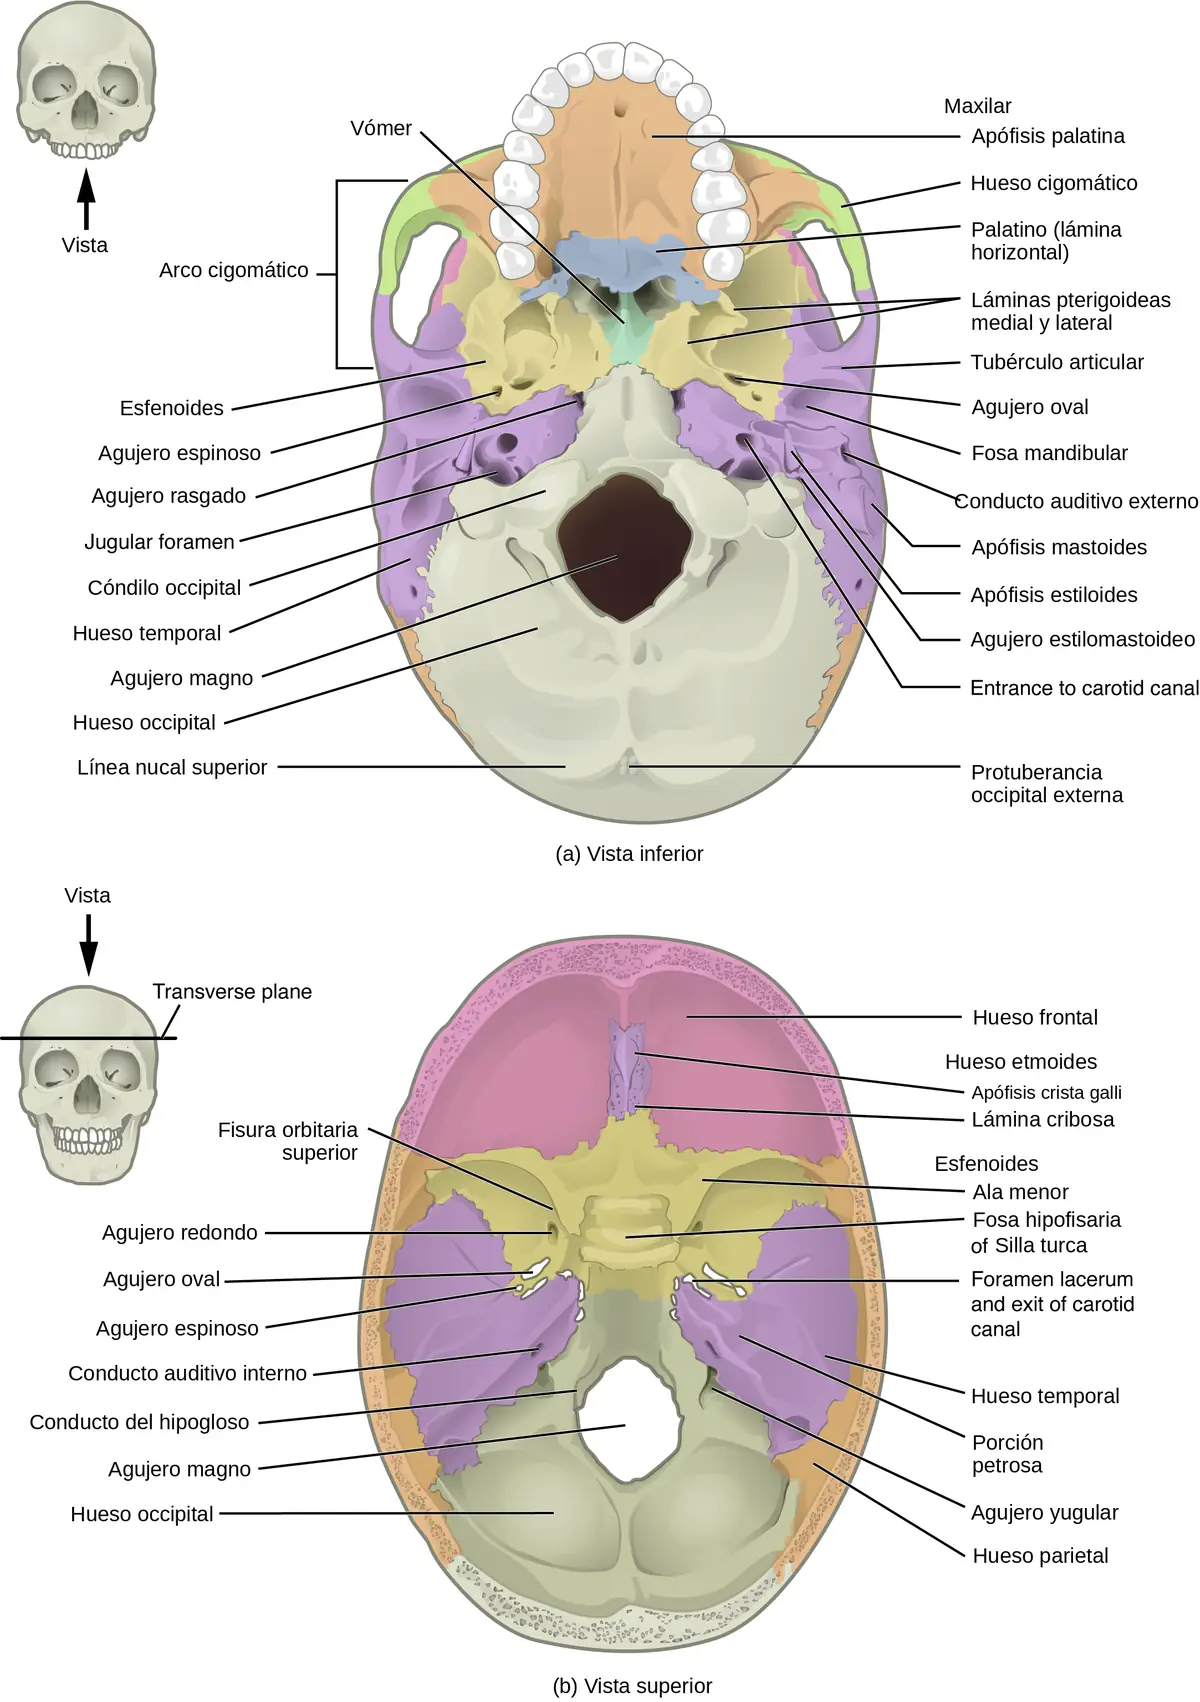 Vista
Vómer
Arco cigomático
Esfenoides
Agujero espinoso
Agujero rasgado
Jugular foramen
Cóndilo occipital
Hueso temporal
Agujero magno
Hueso occipital
Línea nucal superior
Maxilar
Apófisis palatina
Hueso cigomático
Palatino (lámina
horizontal)
Láminas pterigoideas
medial y lateral
Tubérculo articular
Agujero oval
Fosa mandibular
Conducto auditivo externo
Apófisis mastoides
Apófisis estiloides
Agujero estilomastoideo
Entrance to carotid canal
Protuberancia
occipital externa
(a) Vista inferior
Vista
Transverse plane
Fisura orbitaria
superior
Agujero redondo
Agujero oval
Agujero espinoso
Conducto auditivo interno
Conducto del hipogloso
Agujero magno
Hueso occipital
Hueso frontal
Hueso etmoides
Apófisis crista galli
Lámina cribosa
Esfenoides
Ala menor
Fosa hipofisaria
of Silla turca
Foramen lacerum
and exit of carotid
canal
Hueso temporal
Porción
petrosa
Agujero yugular
Hueso parietal
(b) Vista superior